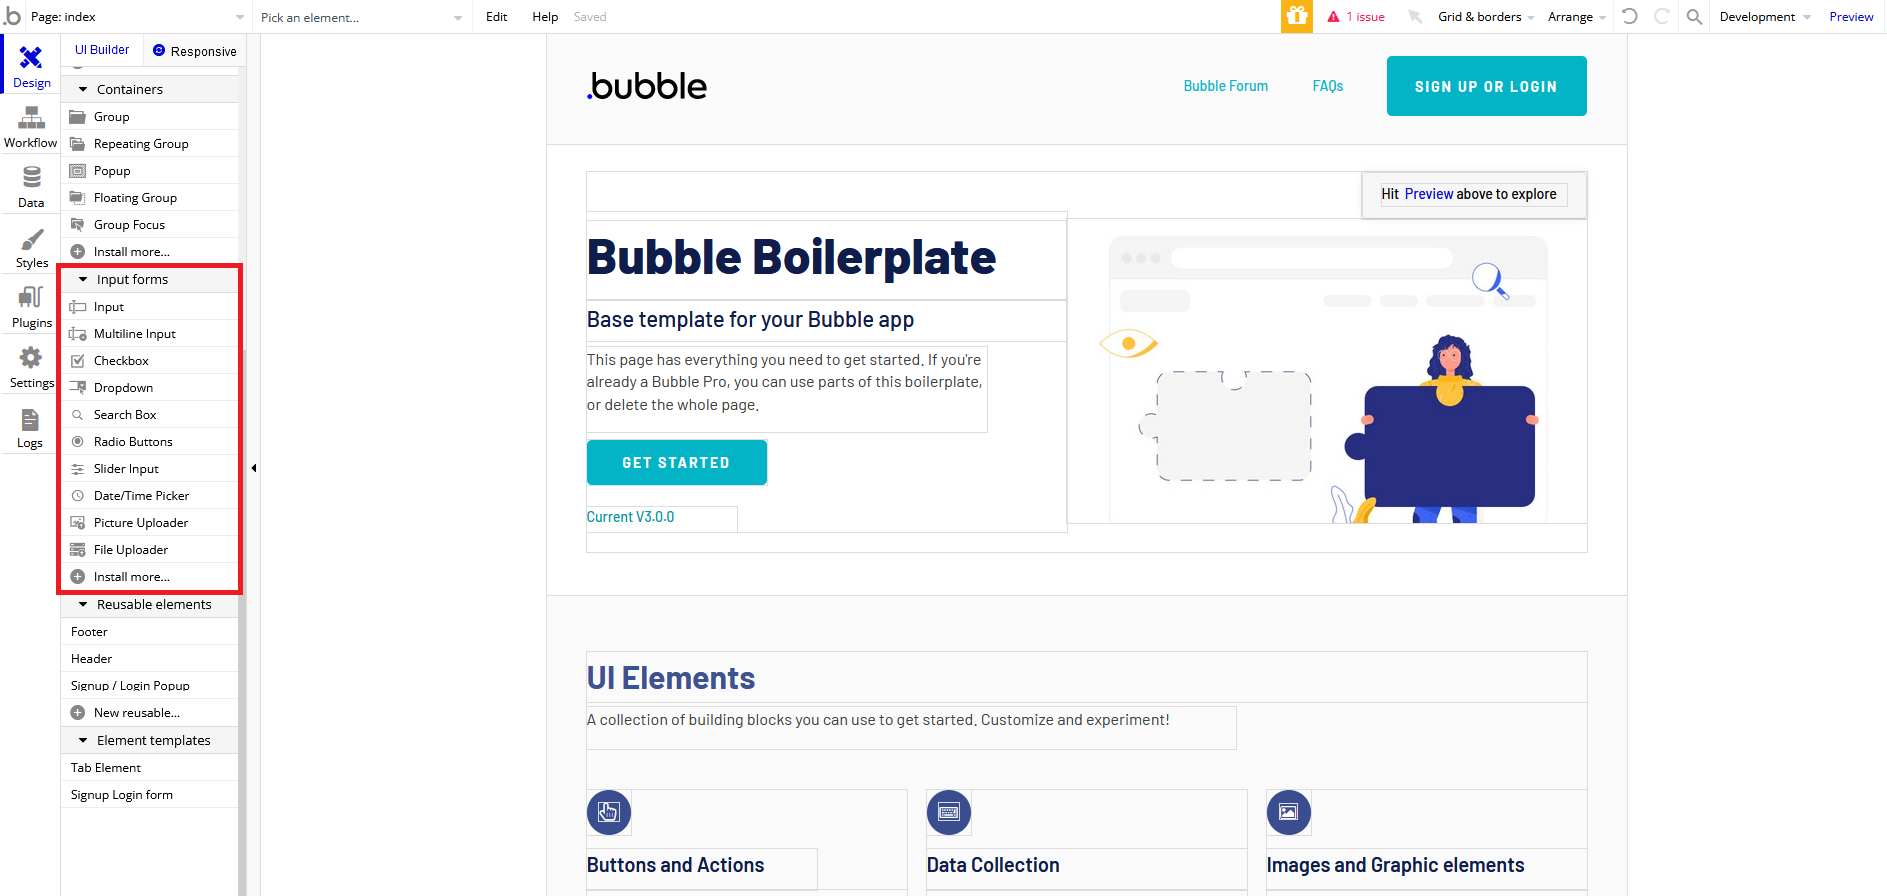 b Page: index Pick an element... Edit Help Saved 1 issue Grid & borders Arrange Development Preview
UI Builder Responsive
Design
Workflow
Data
Styles
Plugins
Settings
Logs
Containers
Group
Repeating Group
Popup
Floating Group
Group Focus
Install more...
Input forms
Input
Multiline Input
Checkbox
Dropdown
Search Box
Radio Buttons
Slider Input
Date/Time Picker
Picture Uploader
File Uploader
Install more...
Reusable elements
Footer
Header
Signup / Login Popup
New reusable...
Element templates
Tab Element
Signup Login form
.bubble
Bubble Forum FAQs SIGN UP OR LOGIN
Hit Preview above to explore
Bubble Boilerplate
Base template for your Bubble app
This page has everything you need to get started. If you're
already a Bubble Pro, you can use parts of this boilerplate,
or delete the whole page.
GET STARTED
Current V3.0.0
UI Elements
A collection of building blocks you can use to get started. Customize and experiment!
Buttons and Actions
Data Collection
Images and Graphic elements